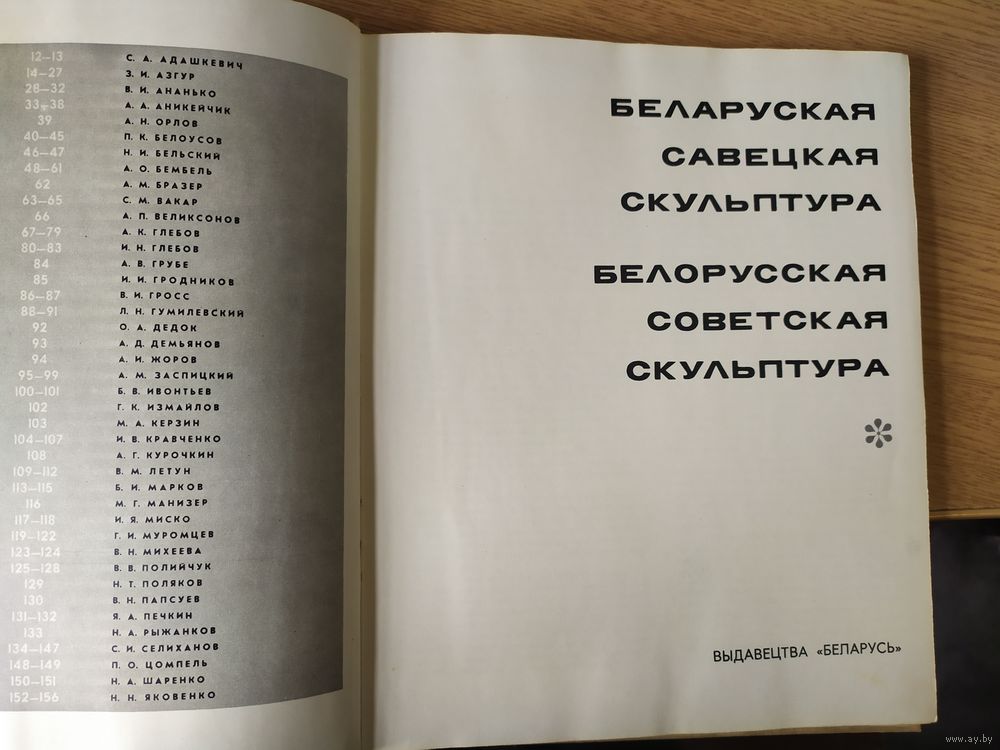 12–13 С. А. АДАШКЕВИЧ
14–27 З. И. АЗГУР
28–32 В. И. АНАНЬКО
33–38 А. А. АНИКЕЙЧИК
39 А. Н. ОРЛОВ
40–45 П. К. БЕЛОУСОВ
46–47 Н. И. БЕЛЬСКИЙ
48–61 А. О. БЕМБЕЛЬ
62 А. М. БРАЗЕР
63–65 С. М. ВАКАР
66 А. П. ВЕЛИКСОНОВ
67–79 А. К. ГЛЕБОВ
80–83 И. Н. ГЛЕБОВ
84 А. В. ГРУБЕ
85 И. И. ГРОДНИКОВ
86–87 В. И. ГРОСС
88–91 Л. Н. ГУМИЛЕВСКИЙ
92 О. А. ДЕДОК
93 А. Д. ДЕМЬЯНОВ
94 А. И. ЖОРОВ
95–99 А. М. ЗАСПИЦКИЙ
100–101 Б. В. ИВОНТЬЕВ
102 Г. К. ИЗМАЙЛОВ
103 М. А. КЕРЗИН
104–107 И. В. КРАВЧЕНКО
108 А. Г. КУРОЧКИН
109–112 В. М. ЛЕТУН
113–115 Б. И. МАРКОВ
116 М. Г. МАНИЗЕР
117–118 И. Я. МИСКО
119–122 Г. И. МУРОМЦЕВ
123–124 В. Н. МИХЕЕВА
125–128 В. В. ПОЛИЙЧУК
129 Н. Т. ПОЛЯКОВ
130 В. Н. ПАПСУЕВ
131–132 Я. А. ПЕЧКИН
133 Н. А. РЫЖАНКОВ
134–147 С. И. СЕЛИХАНОВ
148–149 П. О. ЦОМПЕЛЬ
150–151 Н. А. ШАРЕНКО
152–156 Н. Н. ЯКОВЕНКО
БЕЛАРУСКАЯ
САВЕЦКАЯ
СКУЛЬПТУРА
БЕЛОРУССКАЯ
СОВЕТСКАЯ
СКУЛЬПТУРА
ВЫДАВЕЦТВА «БЕЛАРУСЬ»
www.ay.by